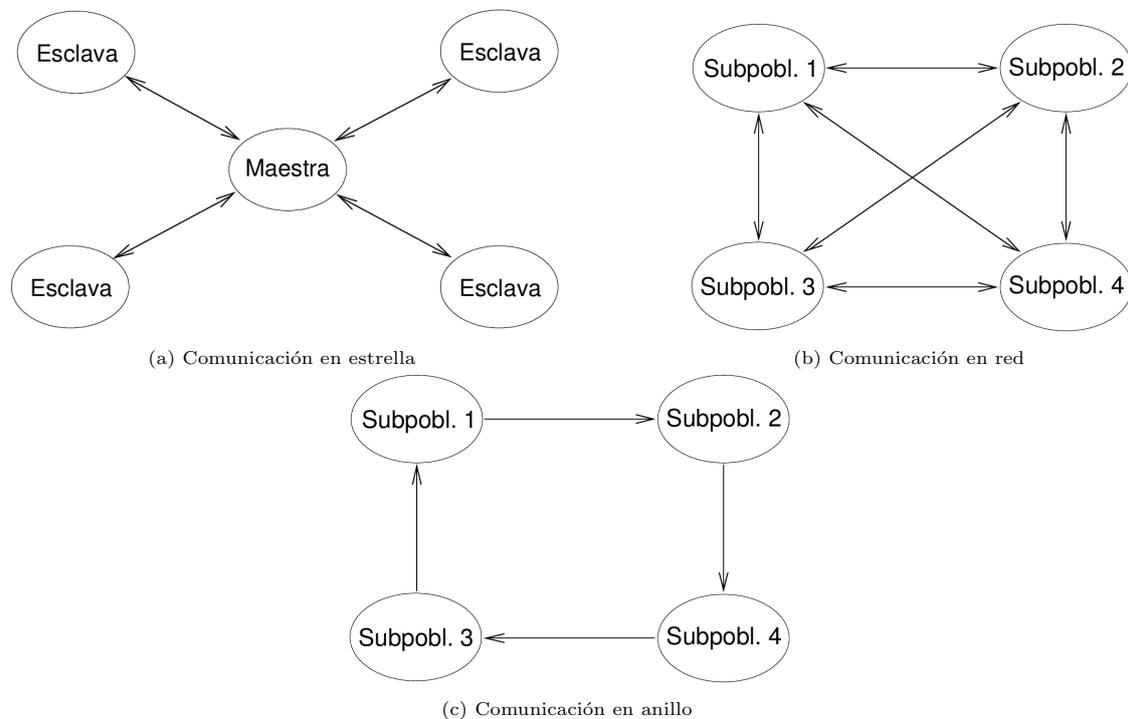 Esclava
Esclava
Maestra
Esclava
Esclava
(a) Comunicación en estrella
Subpobl. 1
Subpobl. 2
Subpobl. 3
Subpobl. 4
(b) Comunicación en red
Subpobl. 1
Subpobl. 2
Subpobl. 3
Subpobl. 4
(c) Comunicación en anillo